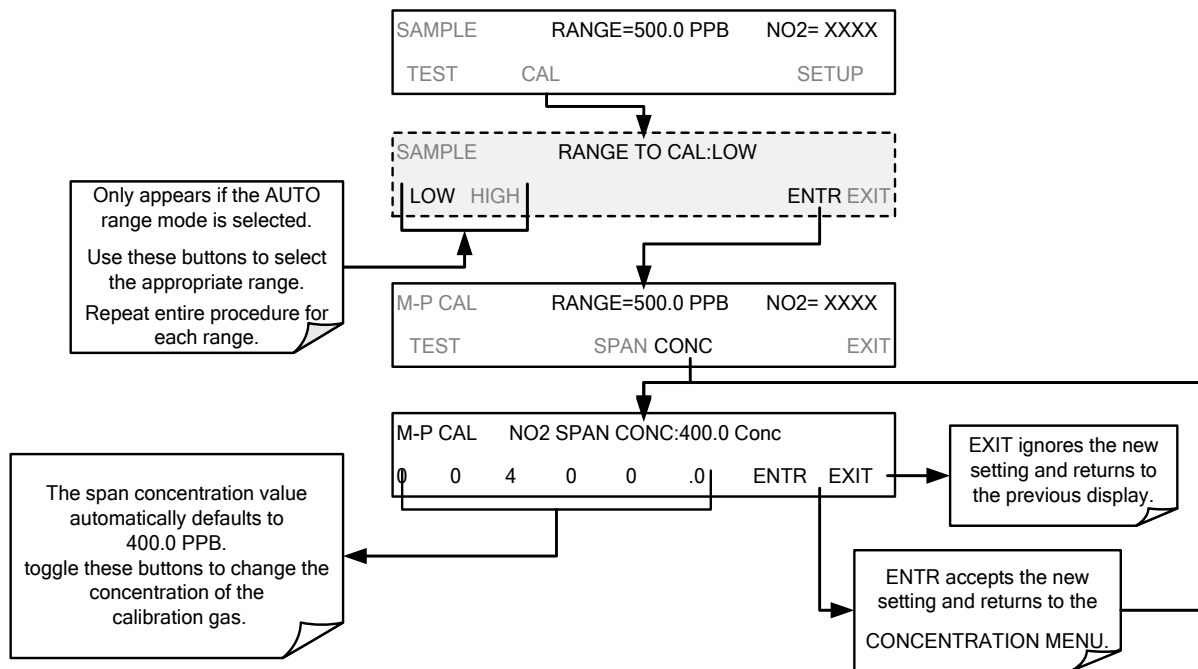 SAMPLE RANGE=500.0 PPB NO2= XXXX
TEST CAL SETUP
SAMPLE RANGE TO CAL:LOW
LOW HIGH ENTR EXIT
Only appears if the AUTO
range mode is selected.
Use these buttons to select
the appropriate range.
Repeat entire procedure for
each range.
M-P CAL RANGE=500.0 PPB NO2= XXXX
TEST SPAN CONC EXIT
M-P CAL NO2 SPAN CONC:400.0 Conc
0 0 4 0 0 .0 ENTR EXIT
EXIT ignores the new
setting and returns to
the previous display.
The span concentration value
automatically defaults to
400.0 PPB.
toggle these buttons to change the
concentration of the
calibration gas.
ENTR accepts the new
setting and returns to the
CONCENTRATION MENU.